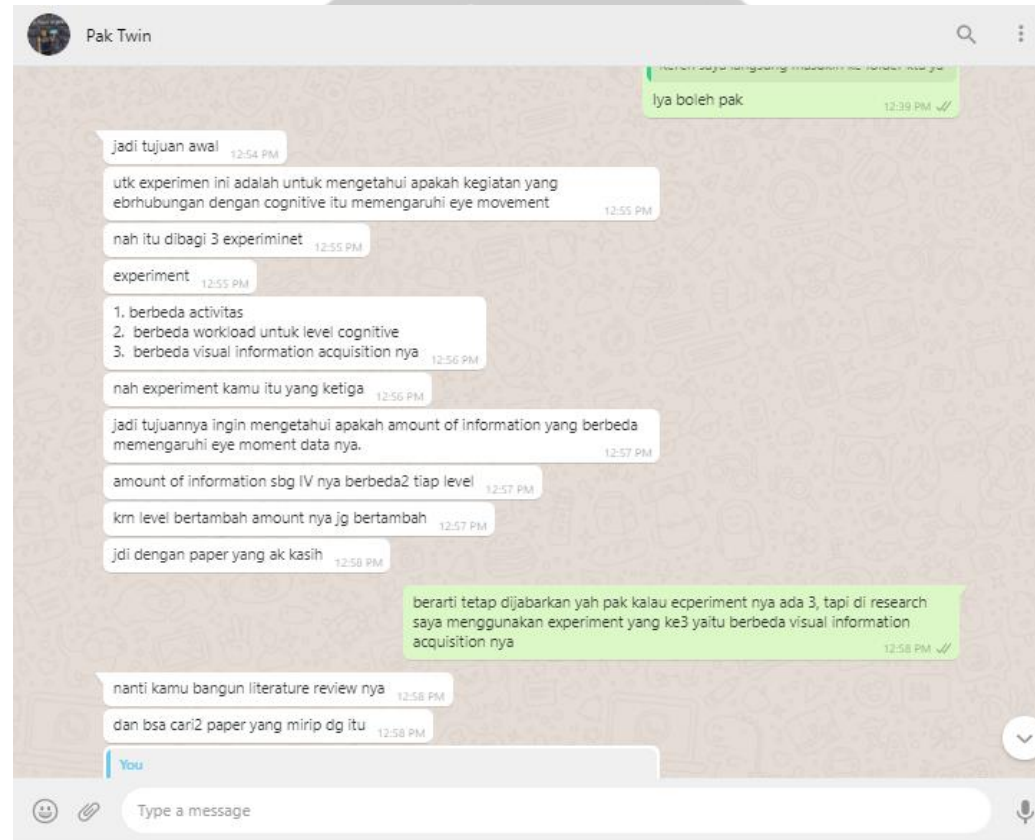 Pak Twin
Keren saya langsung masukin ke folder kta ya
Iya boleh pak
12:39 PM
jadi tujuan awal
12:54 PM
utk experimen ini adalah untuk mengetahui apakah kegiatan yang
ebrhubungan dengan cognitive itu memengaruhi eye movement
12:55 PM
nah itu dibagi 3 experiminet
12:55 PM
experiment
12:55 PM
1. berbeda activitas
2. berbeda workload untuk level cognitive
3. berbeda visual information acquisition nya
12:56 PM
nah experiment kamu itu yang ketiga
12:56 PM
jadi tujuannya ingin mengetahui apakah amount of information yang berbeda
memengaruhi eye moment data nya.
12:57 PM
amount of information sbg IV nya berbeda2 tiap level
12:57 PM
krn level bertambah amount nya jg bertambah
12:57 PM
jdi dengan paper yang ak kasih
12:58 PM
berarti tetap dijabarkan yah pak kalau ecperiment nya ada 3, tapi di research
saya menggunakan experiment yang ke3 yaitu berbeda visual information
acquisition nya
12:58 PM
nanti kamu bangun literature review nya
12:58 PM
dan bsa cari2 paper yang mirip dg itu
12:58 PM
You
Type a message